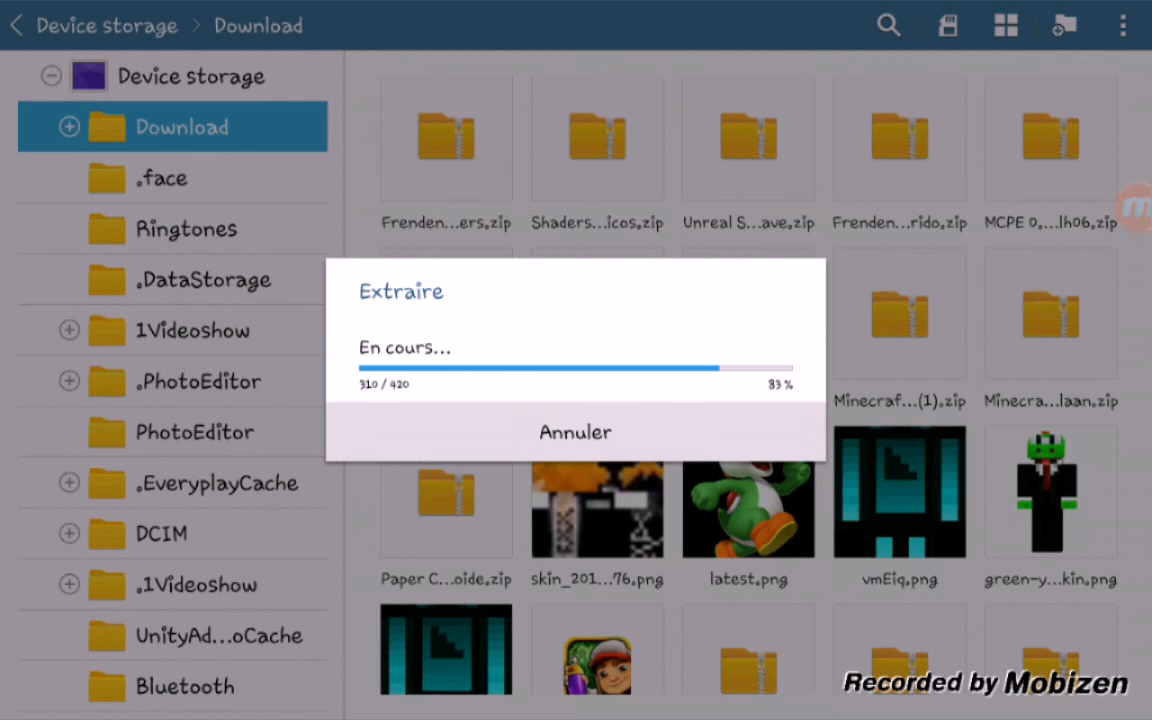 Device storage > Download
Device storage
Download
.face
Ringtones
.DataStorage
1Videoshow
.PhotoEditor
PhotoEditor
.EveryplayCache
DCIM
.1Videoshow
UnityAd...oCache
Bluetooth
Frenden...ers.zip
Shaders...icos.zip
Unreal S...ave.zip
Frenden...rido.zip
MCPE 0,...lh06.zip
Extraire
En cours...
310 / 420
83 %
Annuler
Minecraf...(1).zip
Minecra...laan.zip
Paper C...oide.zip
skin_201...76.png
latest.png
vmEiq.png
green-y...kin.png
Recorded by Mobizen